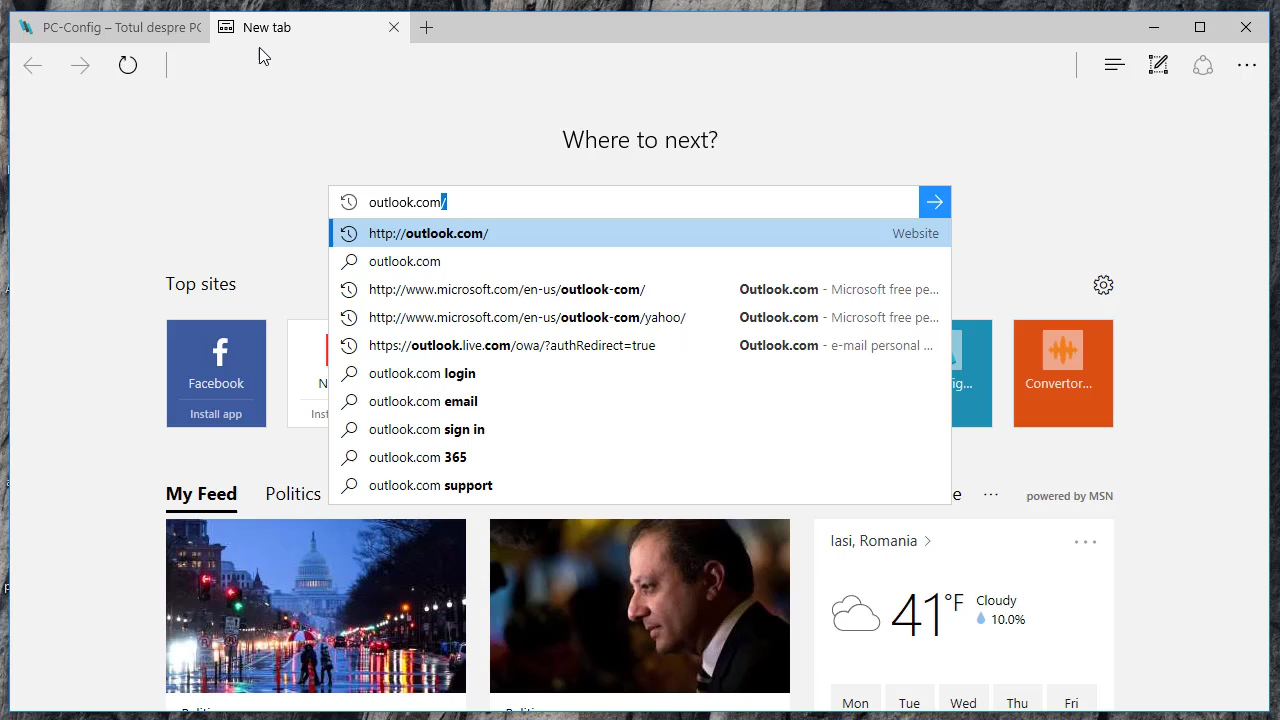 PC-Config – Totul despre PC
New tab
Where to next?
outlook.com/
http://outlook.com/ Website
outlook.com
http://www.microsoft.com/en-us/outlook-com/ Outlook.com - Microsoft free pe...
http://www.microsoft.com/en-us/outlook-com/yahoo/ Outlook.com - Microsoft free pe...
https://outlook.live.com/owa/?authRedirect=true Outlook.com - e-mail personal ...
outlook.com login
outlook.com email
outlook.com sign in
outlook.com 365
outlook.com support
Top sites
Facebook
Install app
N
Inst
ig...
Convertor...
My Feed Politics
e ... powered by MSN
Iasi, Romania
41°F
Cloudy
10.0%
Mon Tue Wed Thu Fri